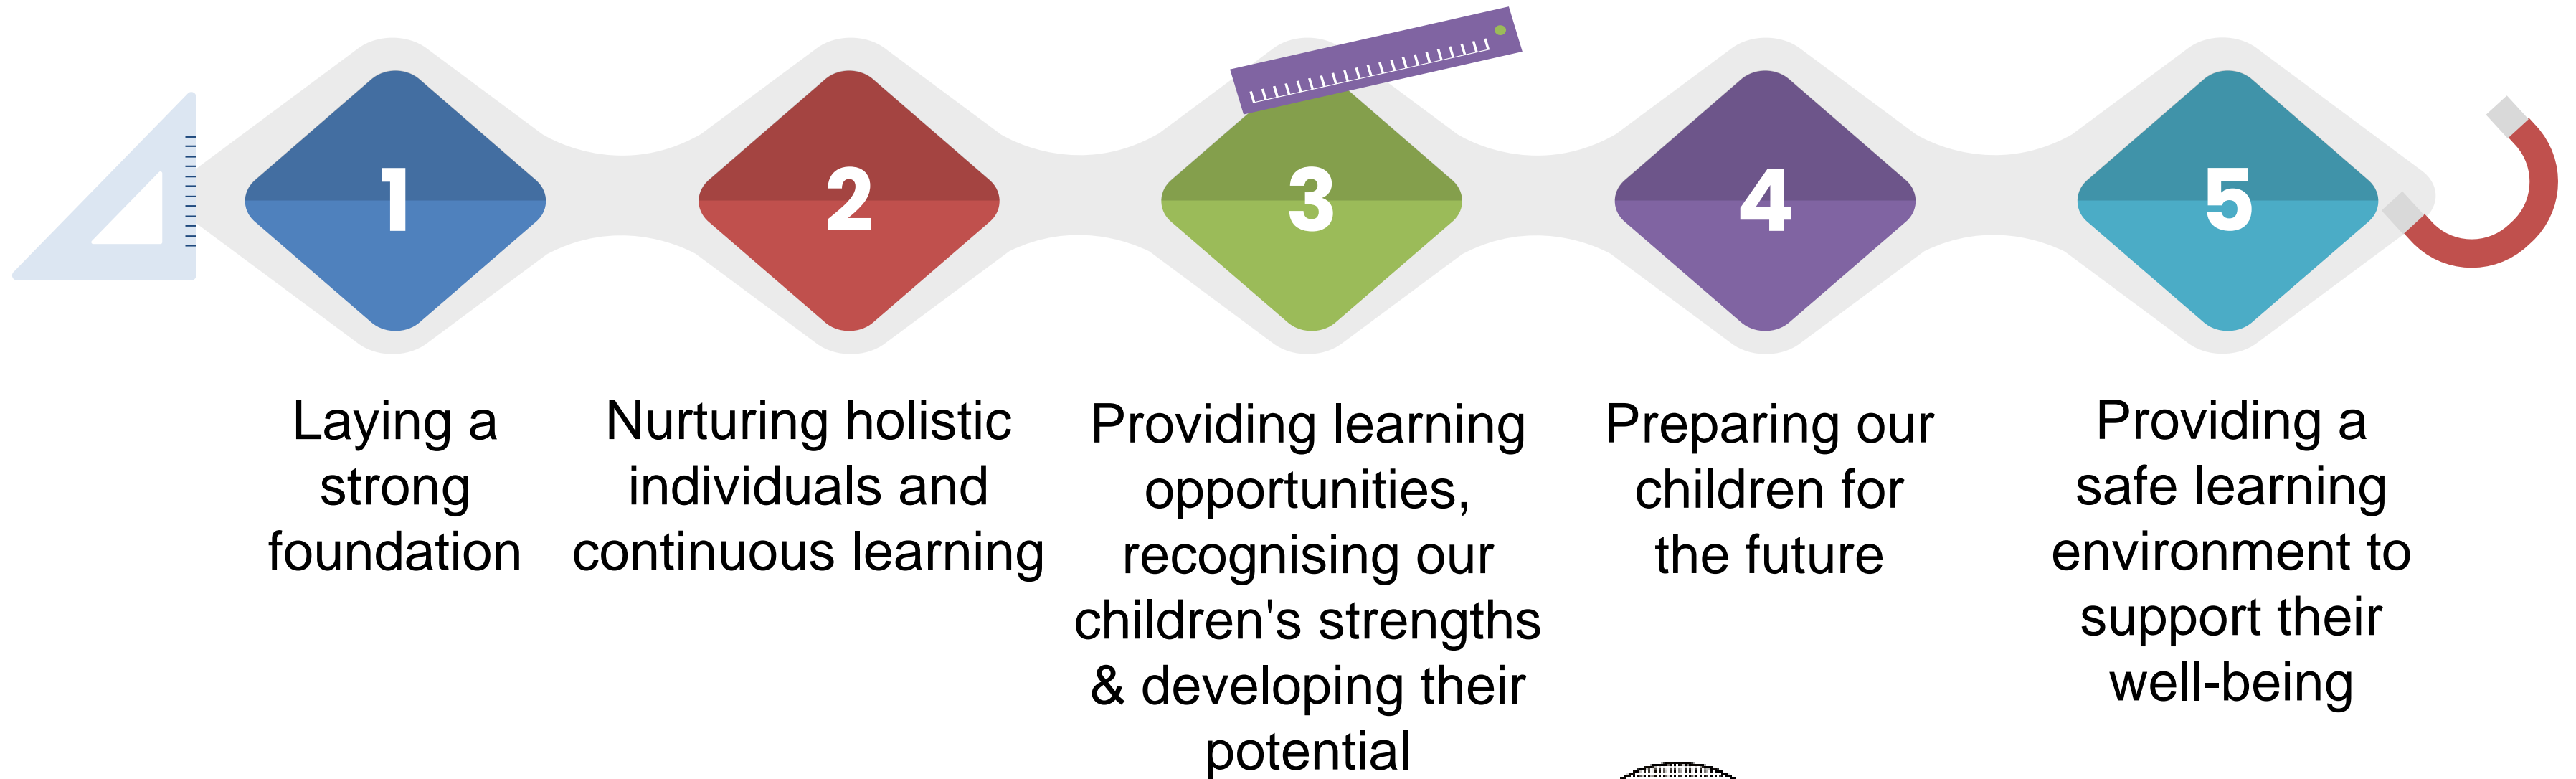 1
Laying a
strong
foundation
2
Nurturing holistic
individuals and
continuous learning
3
Providing learning
opportunities,
recognising our
children's strengths
& developing their
potential
4
Preparing our
children for
the future
5
Providing a
safe learning
environment to
support their
well-being